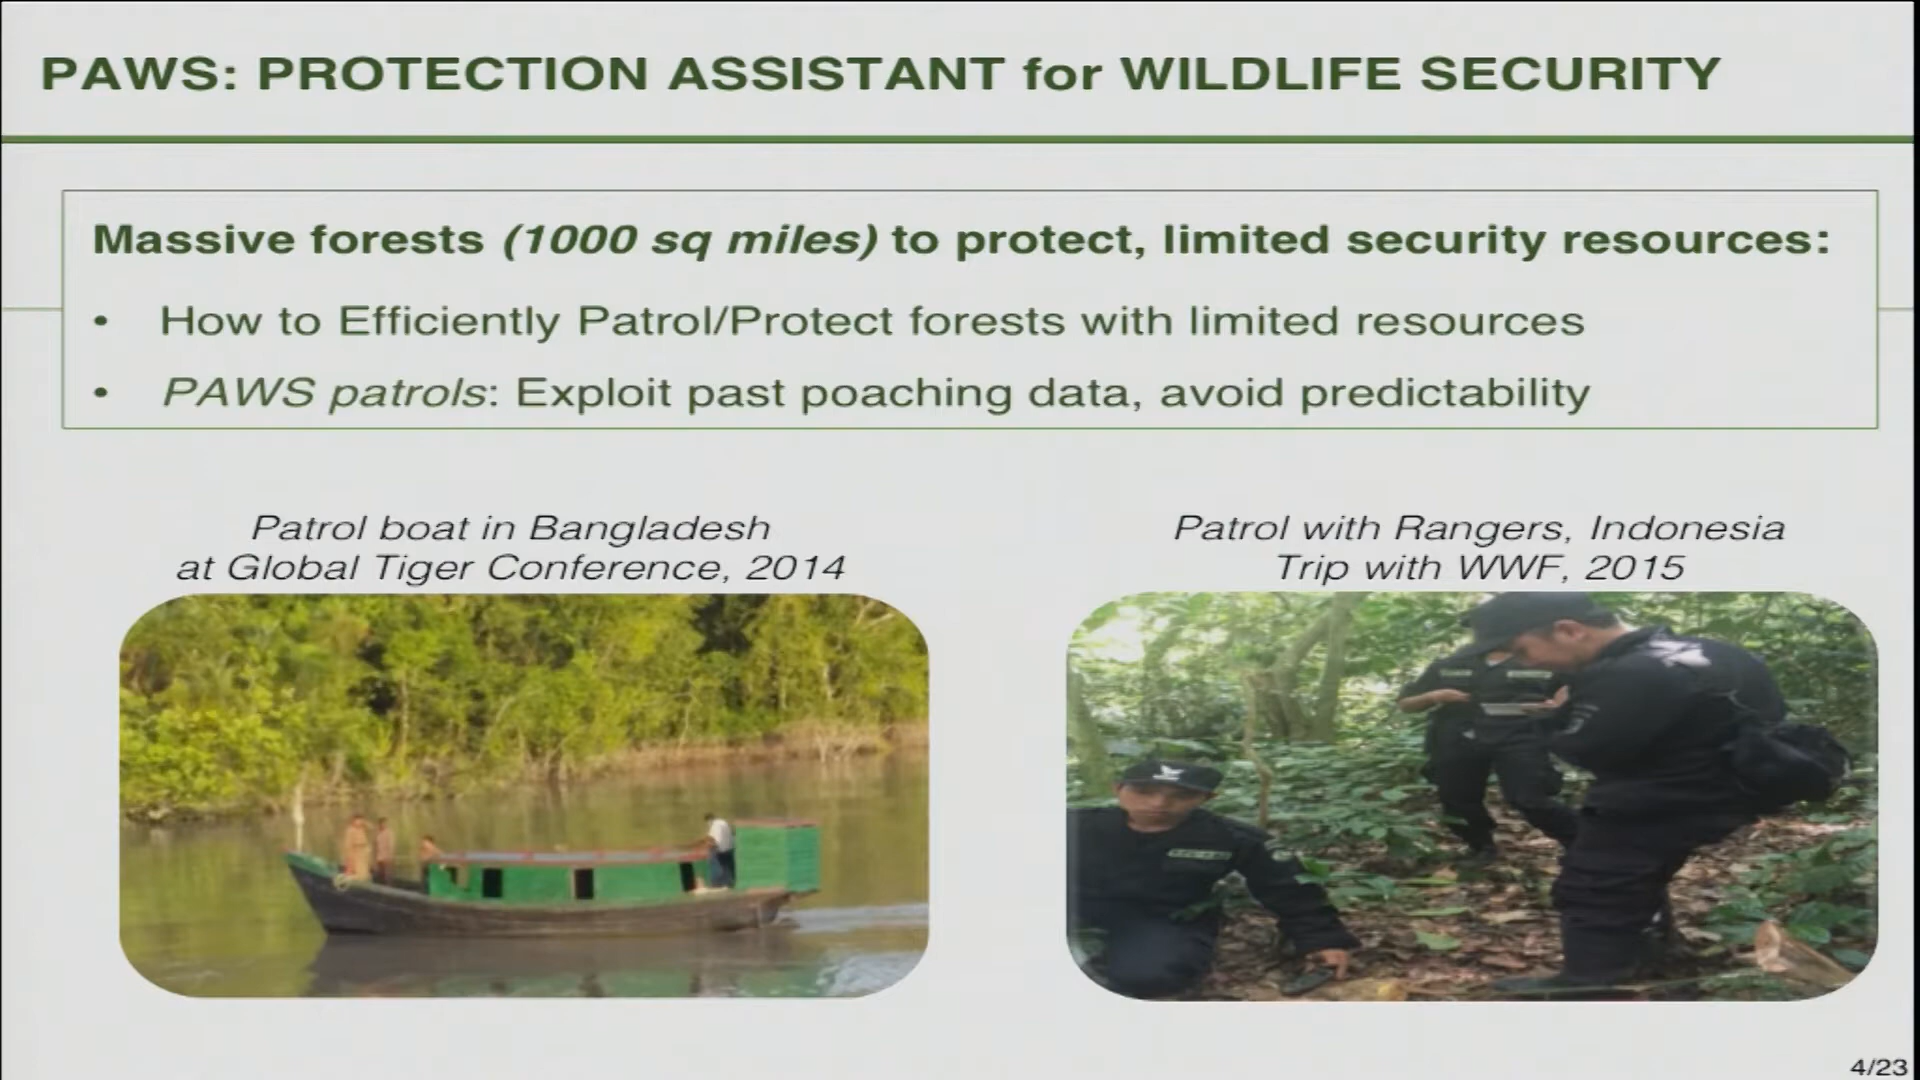 PAWS: PROTECTION ASSISTANT for WILDLIFE SECURITY
Massive forests (1000 sq miles) to protect, limited security resources:
• How to Efficiently Patrol/Protect forests with limited resources
• PAWS patrols: Exploit past poaching data, avoid predictability
Patrol boat in Bangladesh
at Global Tiger Conference, 2014
Patrol with Rangers, Indonesia
Trip with WWF, 2015
4/23